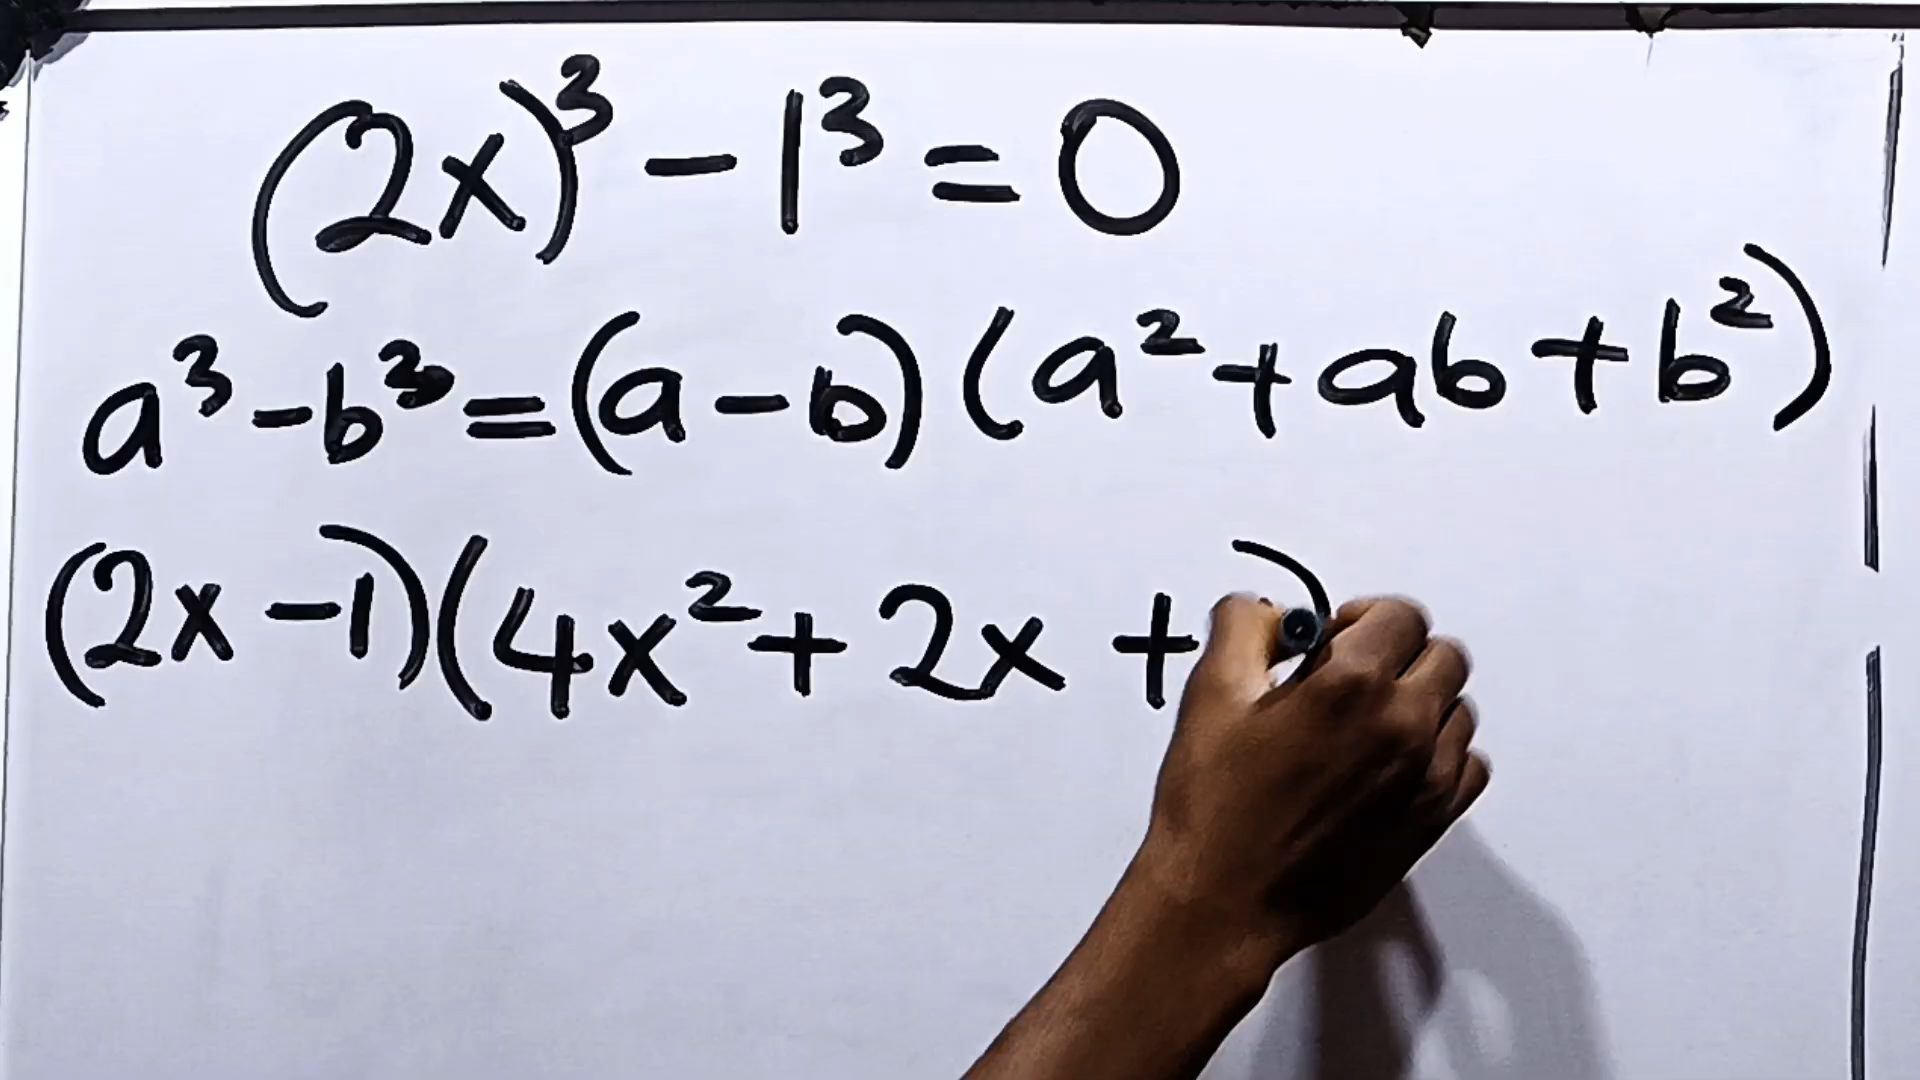 (2x)³ - 1³ = 0
a³ - b³ = (a - b)(a² + ab + b²)
(2x - 1)(4x² + 2x + )